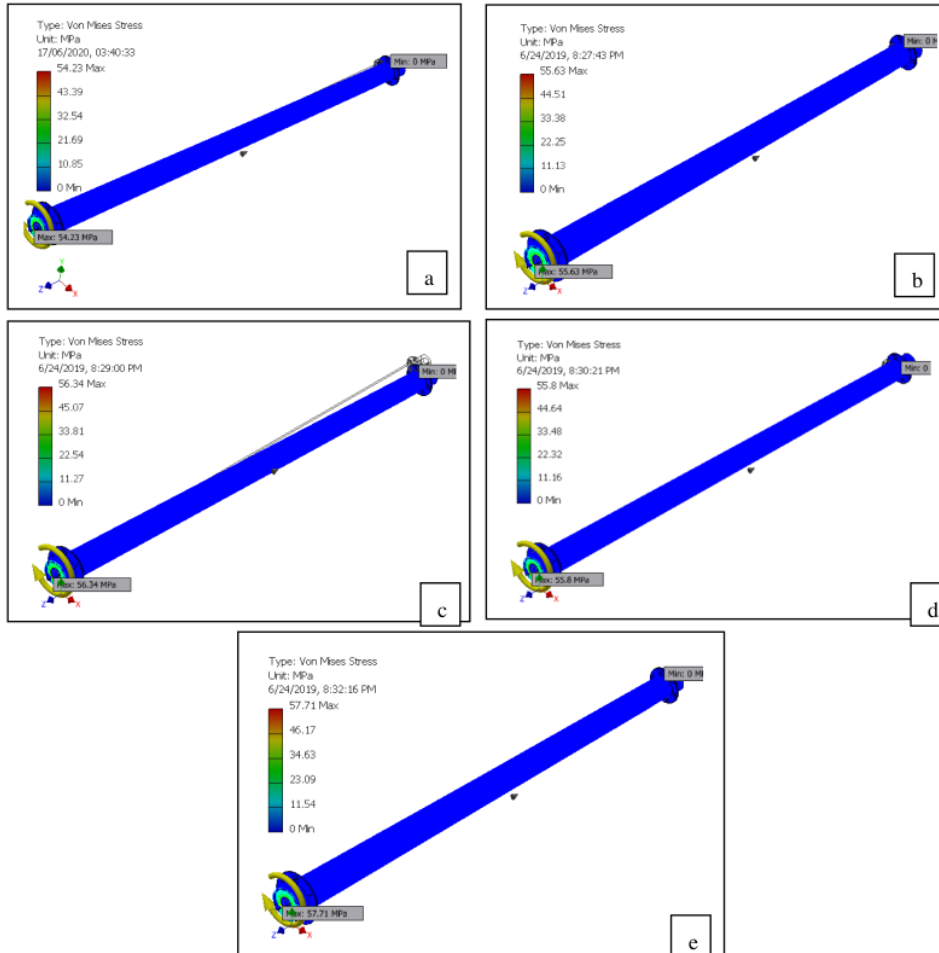 Type: Von Mises Stress
Unit: MPa
17/06/2020, 03:40:33
54.23 Max
43.39
32.54
21.69
10.85
0 Min
Min: 0 MPa
Max: 54.23 MPa
Y
Z
X
a
Type: Von Mises Stress
Unit: MPa
6/24/2019, 8:27:43 PM
55.63 Max
44.51
33.38
22.25
11.13
0 Min
Min: 0 M
Max: 55.63 MPa
Z
X
b
Type: Von Mises Stress
Unit: MPa
6/24/2019, 8:29:00 PM
56.34 Max
45.07
33.81
22.54
11.27
0 Min
Min: 0 M
Max: 56.34 MPa
Z
X
c
Type: Von Mises Stress
Unit: MPa
6/24/2019, 8:30:21 PM
55.8 Max
44.64
33.48
22.32
11.16
0 Min
Min: 0
Max: 55.8 MPa
Z
X
d
Type: Von Mises Stress
Unit: MPa
6/24/2019, 8:32:16 PM
57.71 Max
46.17
34.63
23.09
11.54
0 Min
Min: 0 M
Max: 57.71 MPa
Z
X
e